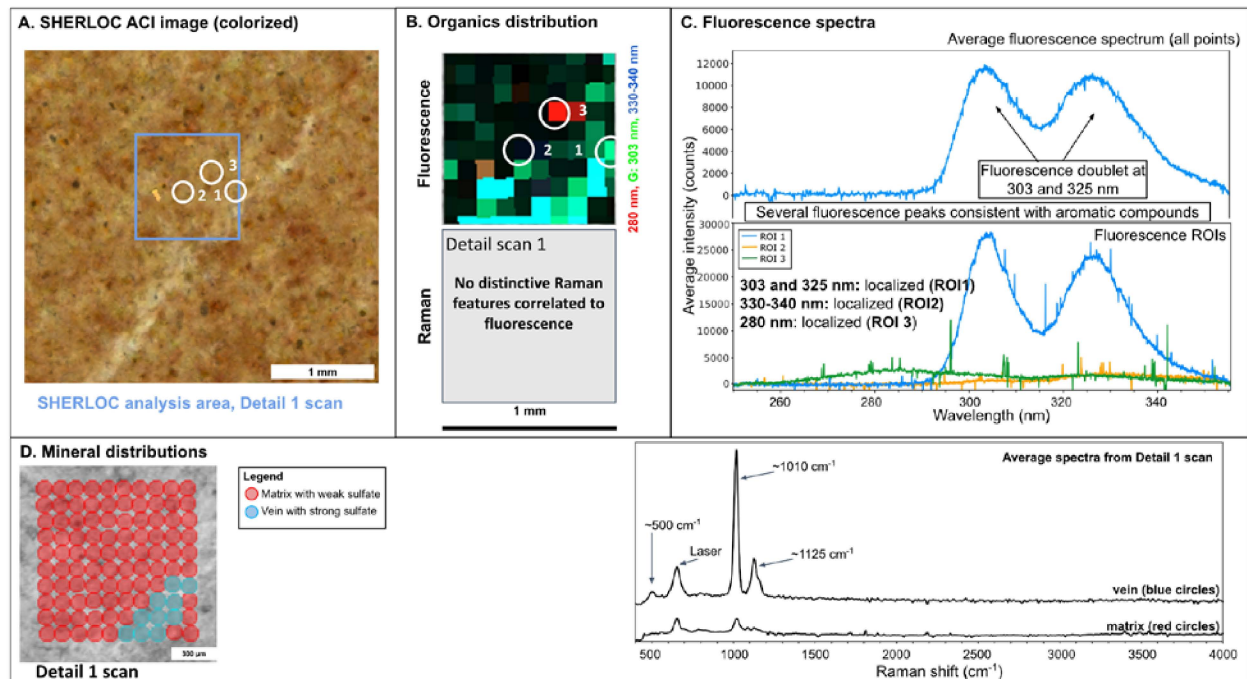 A. SHERLOC ACI image (colorized)
3
2
1
1 mm
SHERLOC analysis area, Detail 1 scan
B. Organics distribution
Fluorescence
3
2
1
280 nm, G: 303 nm, 330-340 nm
Raman
Detail scan 1
No distinctive Raman
features correlated to
fluorescence
1 mm
C. Fluorescence spectra
Average fluorescence spectrum (all points)
12000
10000
8000
6000
4000
2000
0
Fluorescence doublet at
303 and 325 nm
Several fluorescence peaks consistent with aromatic compounds
Average intensity (counts)
30000
25000
20000
15000
10000
5000
0
ROI 1
ROI 2
ROI 3
Fluorescence ROIs
303 and 325 nm: localized (ROI1)
330-340 nm: localized (ROI2)
280 nm: localized (ROI 3)
260
280
300
320
340
Wavelength (nm)
D. Mineral distributions
300 µm
Detail 1 scan
Legend
Matrix with weak sulfate
Vein with strong sulfate
Average spectra from Detail 1 scan
~1010 cm-1
~500 cm-1
Laser
~1125 cm-1
vein (blue circles)
matrix (red circles)
500
1000
1500
2000
2500
3000
3500
4000
Raman shift (cm-1)